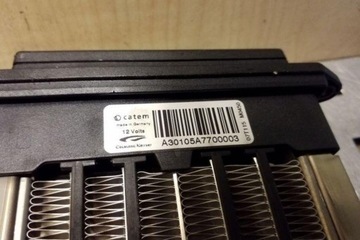 catem
made in Germany
12 Volts
A30105A7700003